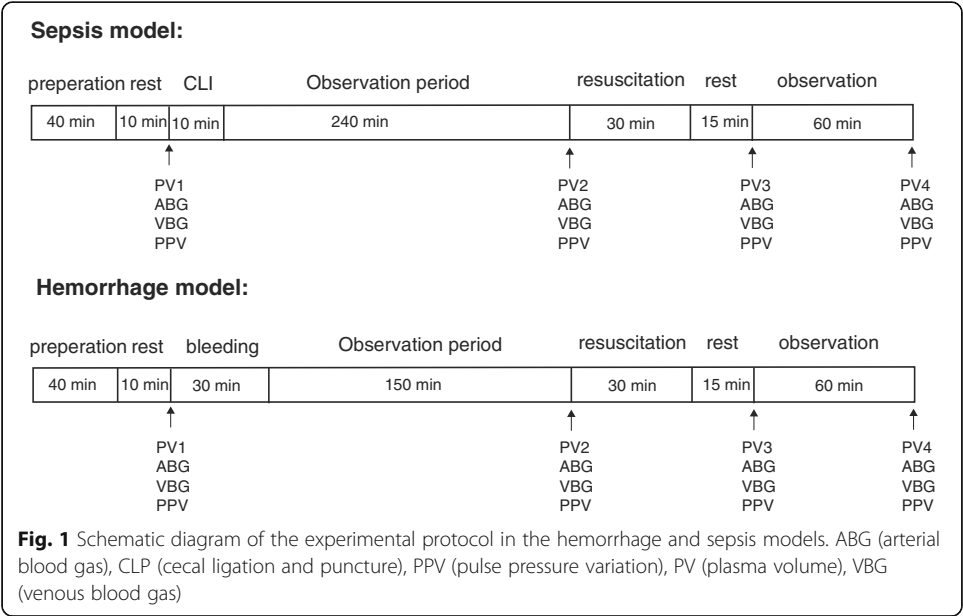 Sepsis model:
preperation rest CLI Observation period resuscitation rest observation
40 min 10 min 10 min 240 min 30 min 15 min 60 min
PV1 PV2 PV3 PV4
ABG ABG ABG ABG
VBG VBG VBG VBG
PPV PPV PPV PPV
Hemorrhage model:
preperation rest bleeding Observation period resuscitation rest observation
40 min 10 min 30 min 150 min 30 min 15 min 60 min
PV1 PV2 PV3 PV4
ABG ABG ABG ABG
VBG VBG VBG VBG
PPV PPV PPV PPV
Fig. 1 Schematic diagram of the experimental protocol in the hemorrhage and sepsis models. ABG (arterial
blood gas), CLP (cecal ligation and puncture), PPV (pulse pressure variation), PV (plasma volume), VBG
(venous blood gas)